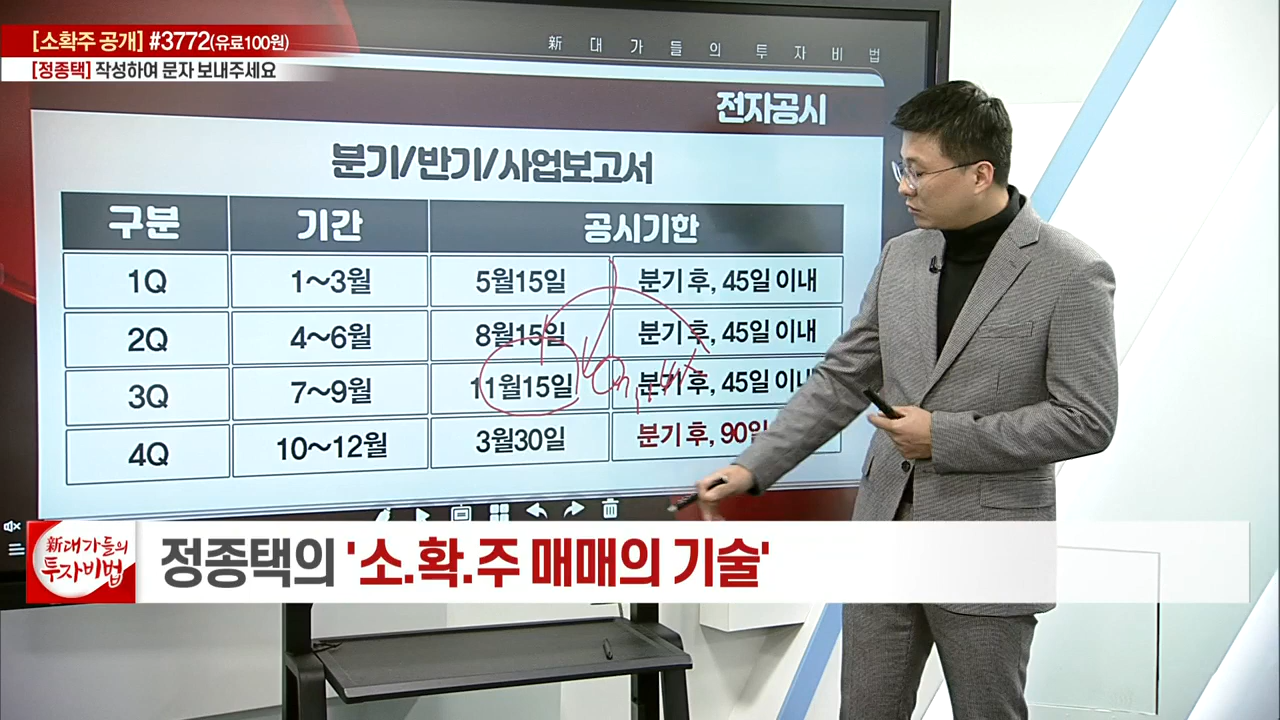 [소확주 공개] #3772(유료100원)
[정종택] 작성하여 문자 보내주세요
新 대가들의 투자비법
전자공시
분기/반기/사업보고서
구분 기간 공시기한
1Q 1~3월 5월15일 분기 후, 45일 이내
2Q 4~6월 8월15일 분기 후, 45일 이내
3Q 7~9월 11월15일 분기 후, 45일 이내
4Q 10~12월 3월30일 분기 후, 90일
新대가들의
투자비법
정종택의 '소.확.주 매매의 기술'